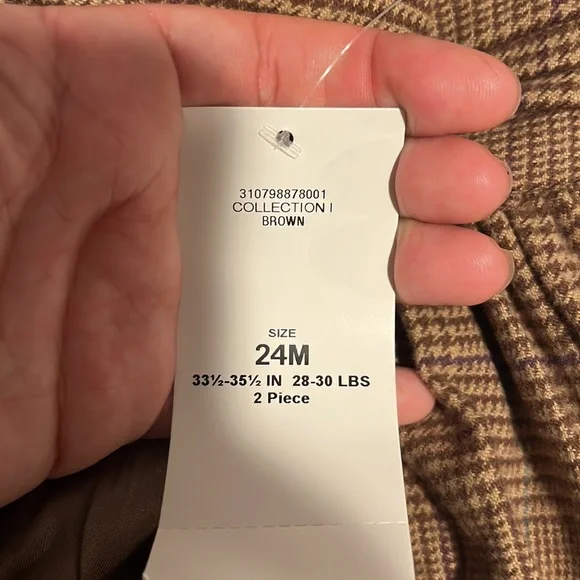 310798878001
COLLECTION I
BROWN
SIZE
24M
33½-35½ IN 28-30 LBS
2 Piece